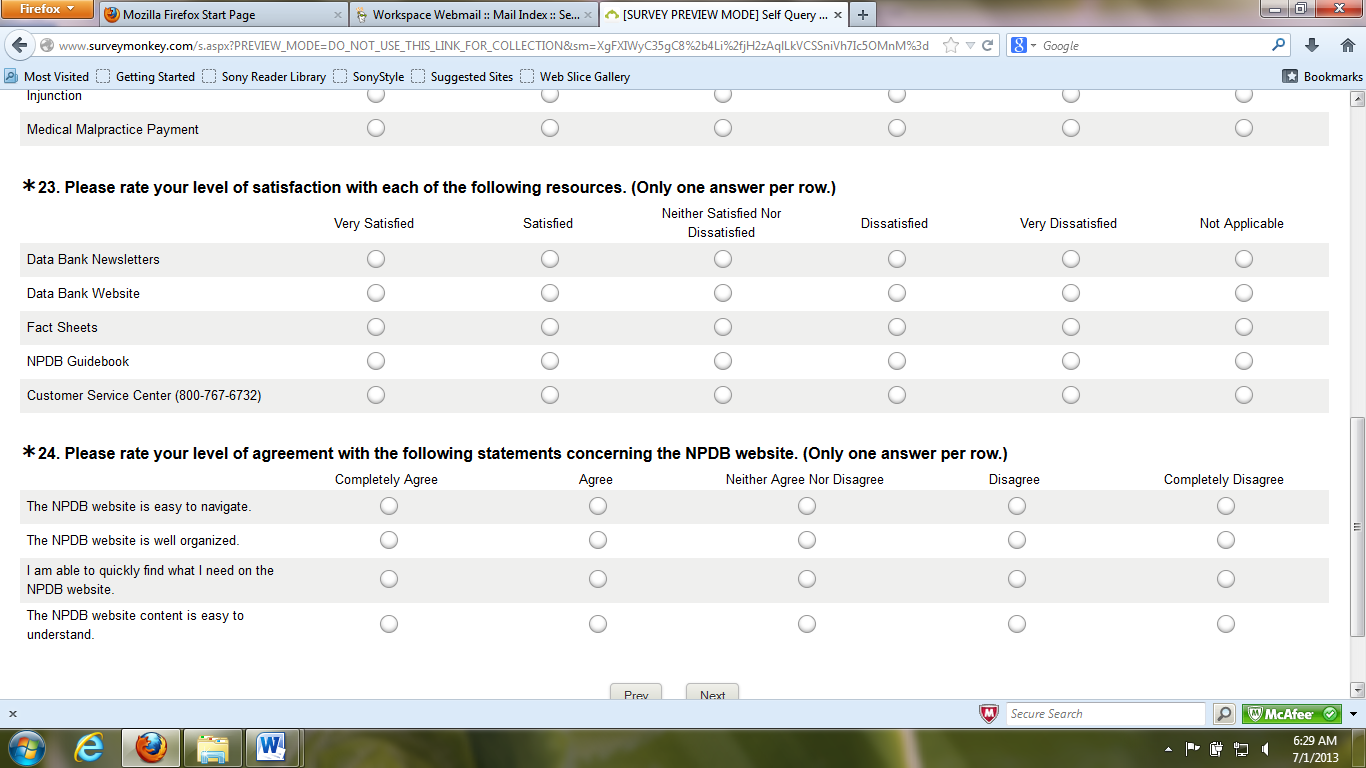 Firefox
Mozilla Firefox Start Page
Workspace Webmail :: Mail Index :: Se...
[SURVEY PREVIEW MODE] Self Query ...
www.surveymonkey.com/s.aspx?PREVIEW_MODE=DO_NOT_USE_THIS_LINK_FOR_COLLECTION&sm=XgFXIWyC35gC8%2b4Li%2fjH2zAqILkVCSSniVh7Ic5OMnM%3d
Google
Most Visited Getting Started Sony Reader Library SonyStyle Suggested Sites Web Slice Gallery Bookmarks
Injunction
Medical Malpractice Payment
*23. Please rate your level of satisfaction with each of the following resources. (Only one answer per row.)
Very Satisfied Satisfied Neither Satisfied Nor Dissatisfied Dissatisfied Very Dissatisfied Not Applicable
Data Bank Newsletters
Data Bank Website
Fact Sheets
NPDB Guidebook
Customer Service Center (800-767-6732)
*24. Please rate your level of agreement with the following statements concerning the NPDB website. (Only one answer per row.)
Completely Agree Agree Neither Agree Nor Disagree Disagree Completely Disagree
The NPDB website is easy to navigate.
The NPDB website is well organized.
I am able to quickly find what I need on the
NPDB website.
The NPDB website content is easy to
understand.
Prev Next
Secure Search
McAfee
6:29 AM
7/1/2013